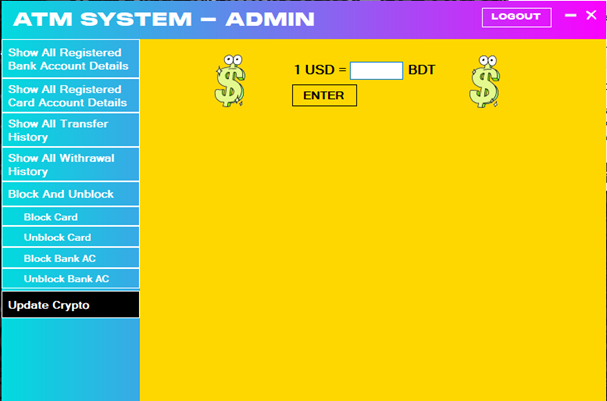 ATM SYSTEM – ADMIN
LOGOUT
Show All Registered
Bank Account Details
Show All Registered
Card Account Details
Show All Transfer
History
Show All Withrawal
History
Block And Unblock
Block Card
Unblock Card
Block Bank AC
Unblock Bank AC
Update Crypto
1 USD = BDT
ENTER